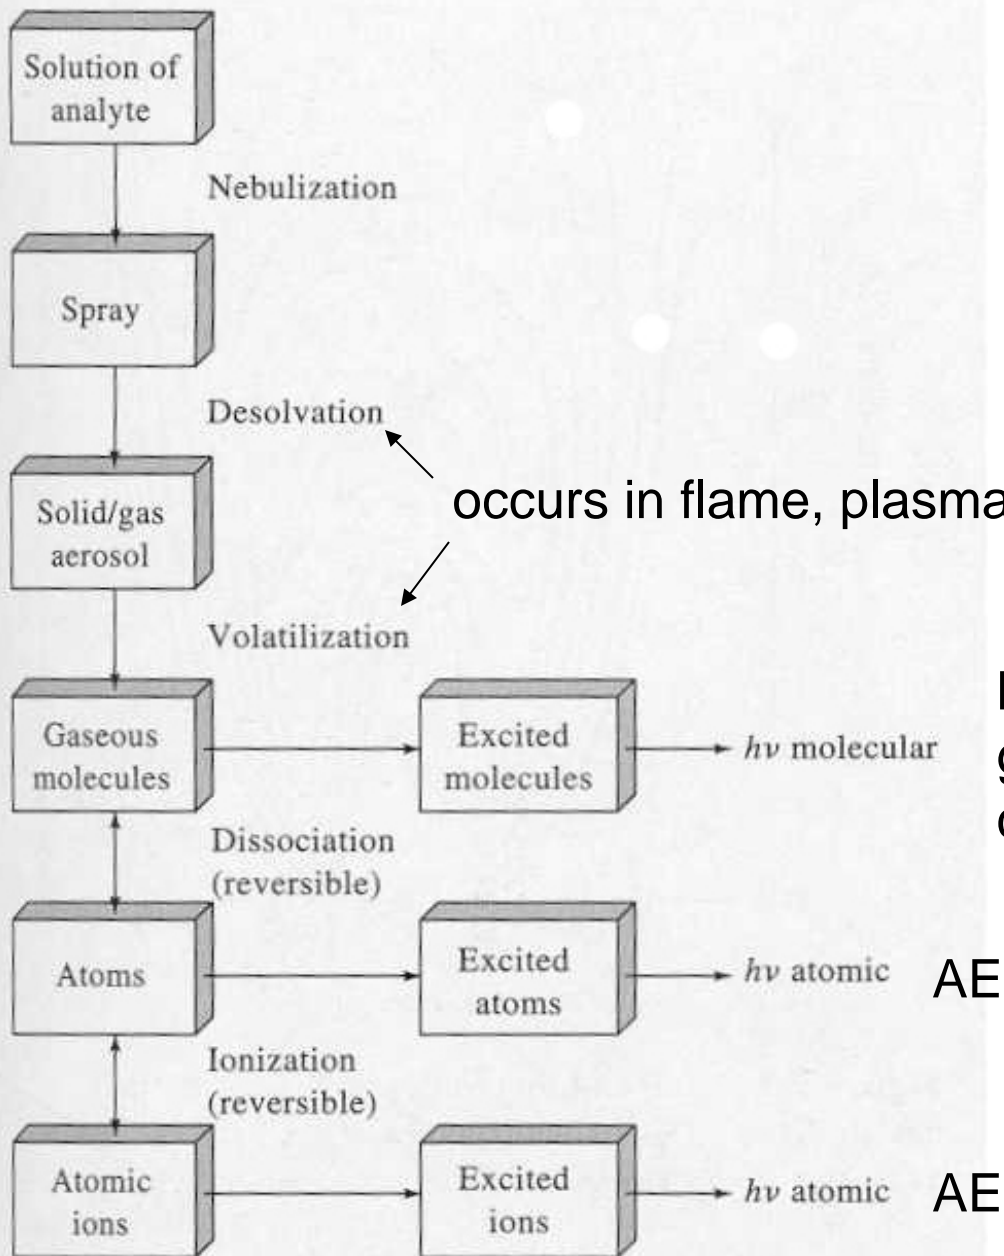 Solution of
analyte
Nebulization
Spray
Desolvation
occurs in flame, plasma
Solid/gas
aerosol
Volatilization
Gaseous
molecules
Excited
molecules
hν molecular
Dissociation
(reversible)
Atoms
Excited
atoms
hν atomic
AE
Ionization
(reversible)
Atomic
ions
Excited
ions
hν atomic
AE